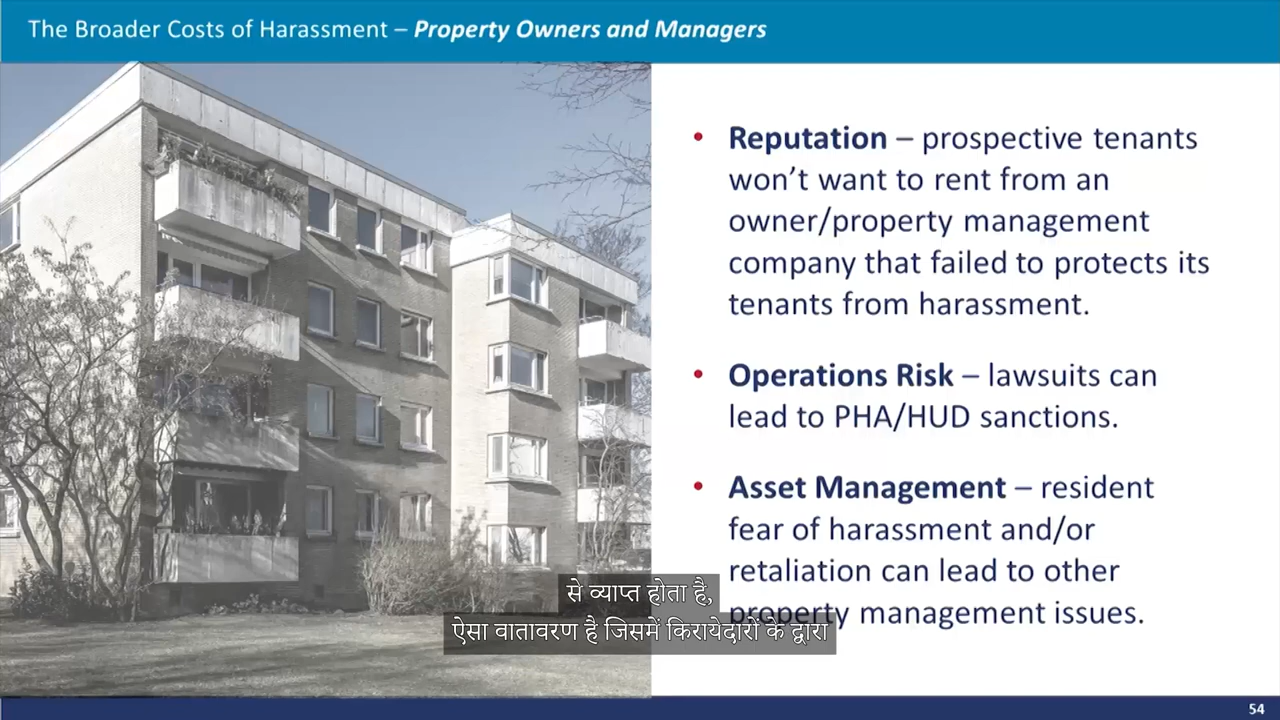 The Broader Costs of Harassment – Property Owners and Managers
• Reputation – prospective tenants
won't want to rent from an
owner/property management
company that failed to protects its
tenants from harassment.
• Operations Risk – lawsuits can
lead to PHA/HUD sanctions.
• Asset Management – resident
fear of harassment and/or
retaliation can lead to other
property management issues.
से व्याप्त होता है,
ऐसा वातावरण है जिसमें किरायेदारों के द्वारा
54